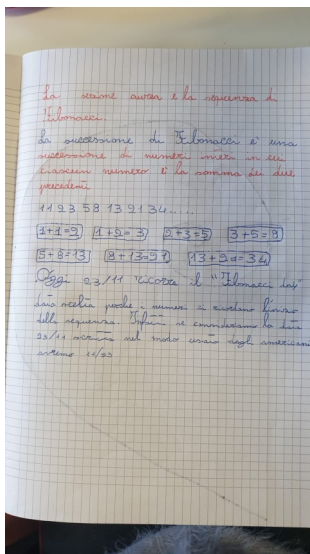 La sezione aurea e la sequenza di
Fibonacci.
La successione di Fibonacci è una
successione di numeri interi in cui
ciascun numero è la somma dei due
precedenti
1 1 2 3 5 8 13 21 34.....
1+1=2 1+2=3 2+3=5 3+5=8
5+8=13 8+13=21 13+21=34
Oggi 23/11 ricorre il "Fibonacci day"
data scelta poiché i numeri ci ricordano l'inizio
della sequenza. Infatti se consideriamo la data
23/11 scritta nel modo usato dagli americani
avremo 11/23